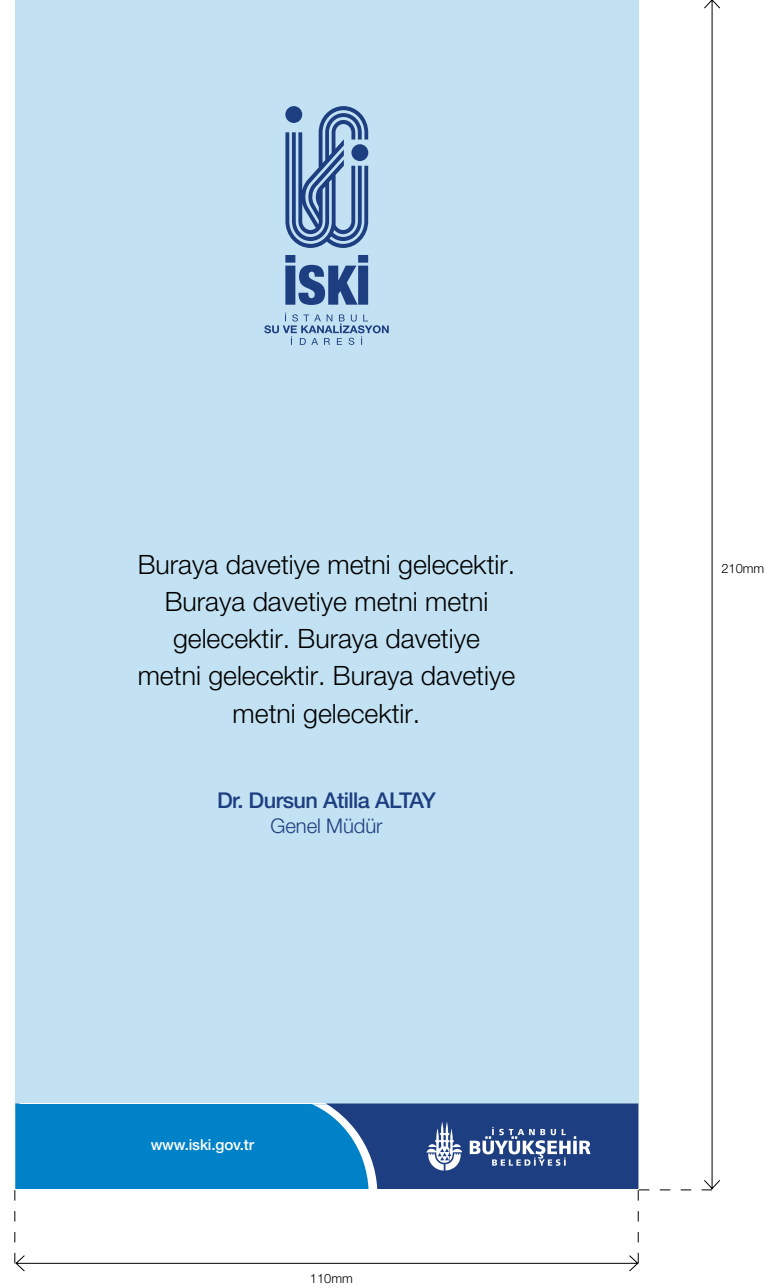 İSKİ
İSTANBUL
SU VE KANALİZASYON
İDARESİ
Buraya davetiye metni gelecektir.
Buraya davetiye metni metni
gelecektir. Buraya davetiye
metni gelecektir. Buraya davetiye
metni gelecektir.
210mm
Dr. Dursun Atilla ALTAY
Genel Müdür
www.iski.gov.tr
İSTANBUL
BÜYÜKŞEHİR
BELEDİYESİ
110mm